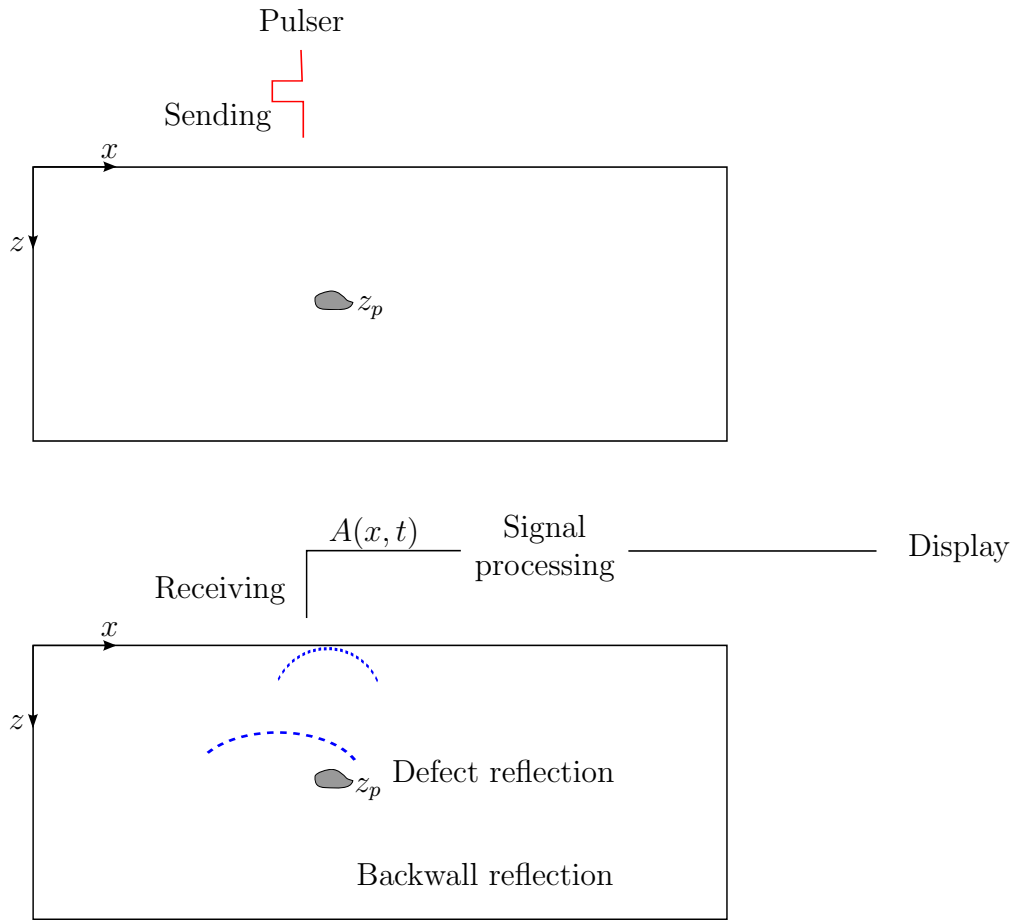 Pulser
Sending
x
z
z_p
A(x, t)
Signal
processing
Display
Receiving
x
z
z_p
Defect reflection
Backwall reflection